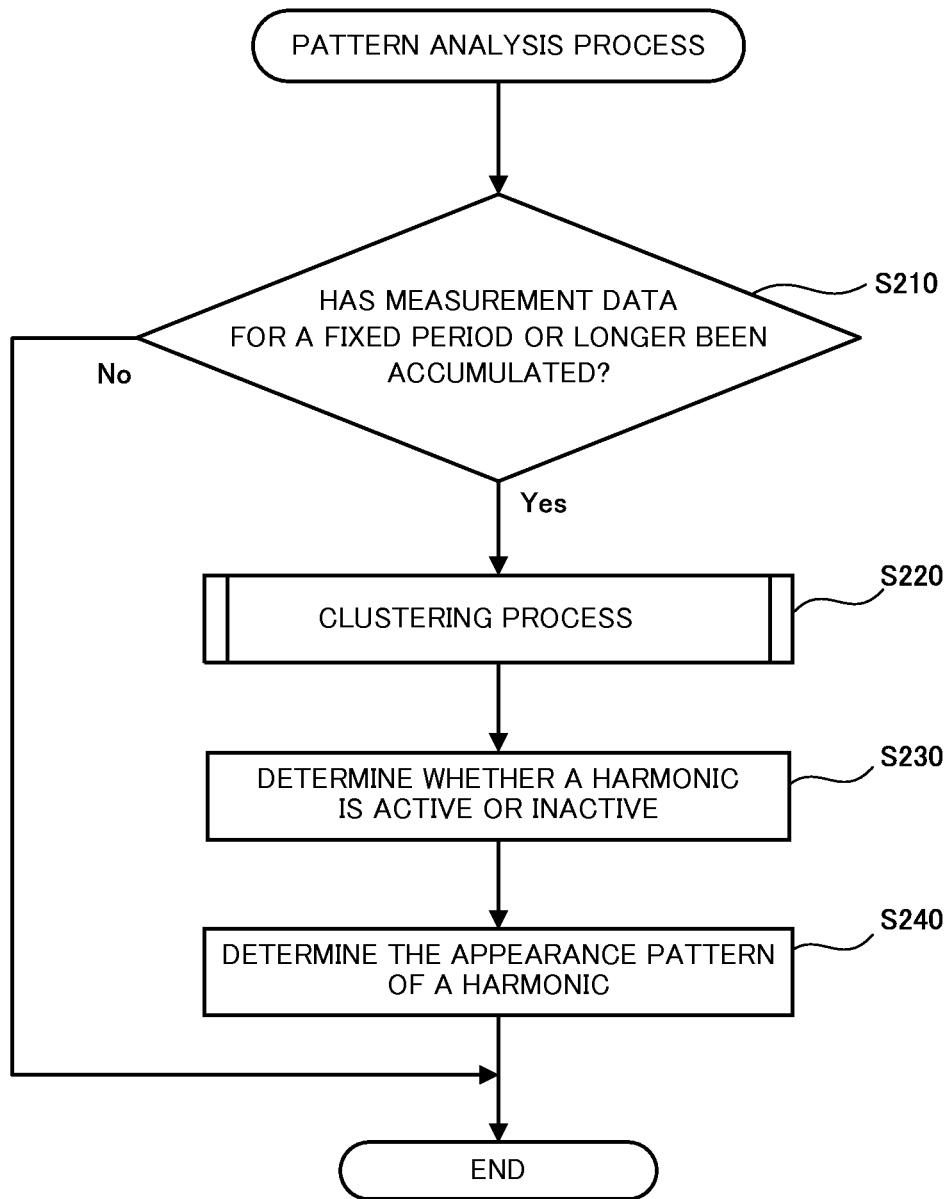 PATTERN ANALYSIS PROCESS
S210
HAS MEASUREMENT DATA
FOR A FIXED PERIOD OR LONGER BEEN
ACCUMULATED?
No
Yes
S220
CLUSTERING PROCESS
S230
DETERMINE WHETHER A HARMONIC
IS ACTIVE OR INACTIVE
S240
DETERMINE THE APPEARANCE PATTERN
OF A HARMONIC
END